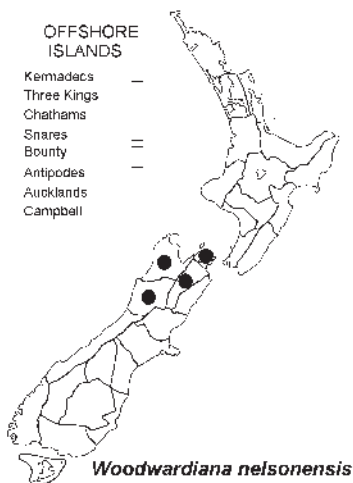 OFFSHORE
ISLANDS
Kermadecs
Three Kings
Chathams
Snares
Bounty
Antipodes
Aucklands
Campbell
Woodwardiana nelsonensis